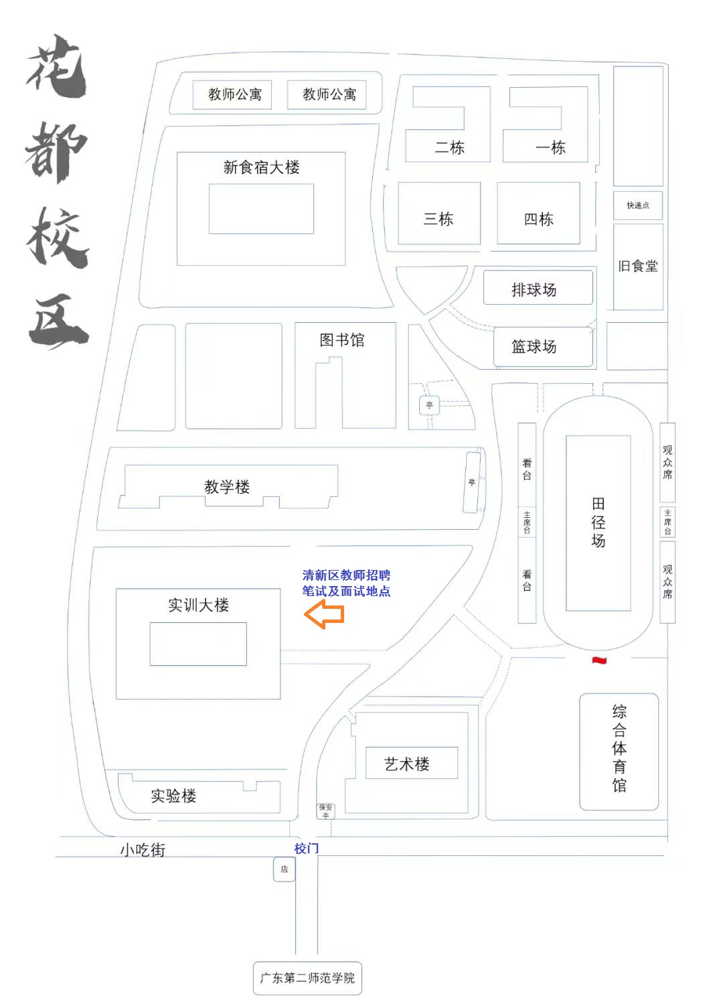 花都校区
教师公寓
教师公寓
二栋
一栋
新食宿大楼
快递点
三栋
四栋
旧食堂
排球场
图书馆
篮球场
亭
看台
观众席
教学楼
亭
田径场
主席台
主席台
清新区教师招聘
笔试及面试地点
看台
观众席
实训大楼
综合体育馆
艺术楼
实验楼
保安
亭
小吃街
校门
店
广东第二师范学院